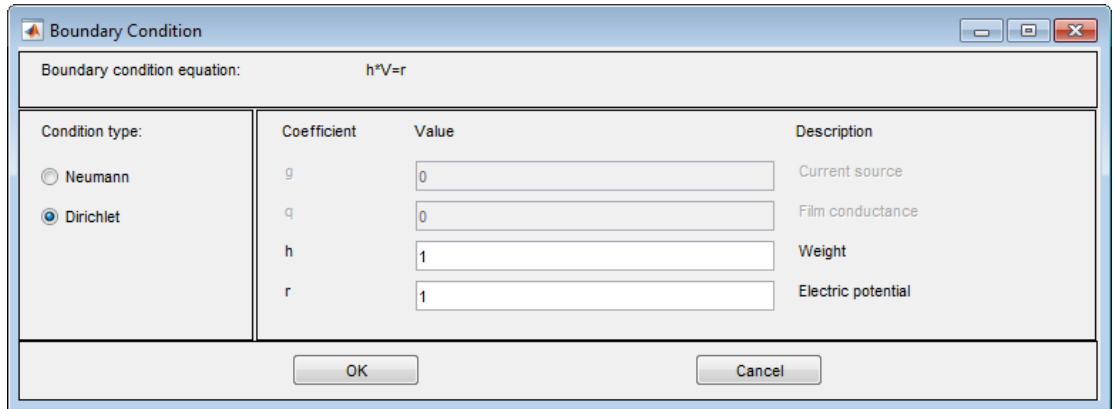 Boundary Condition
Boundary condition equation: h*V=r
Condition type:
Neumann
Dirichlet
Coefficient Value Description
g 0 Current source
q 0 Film conductance
h 1 Weight
r 1 Electric potential
OK Cancel